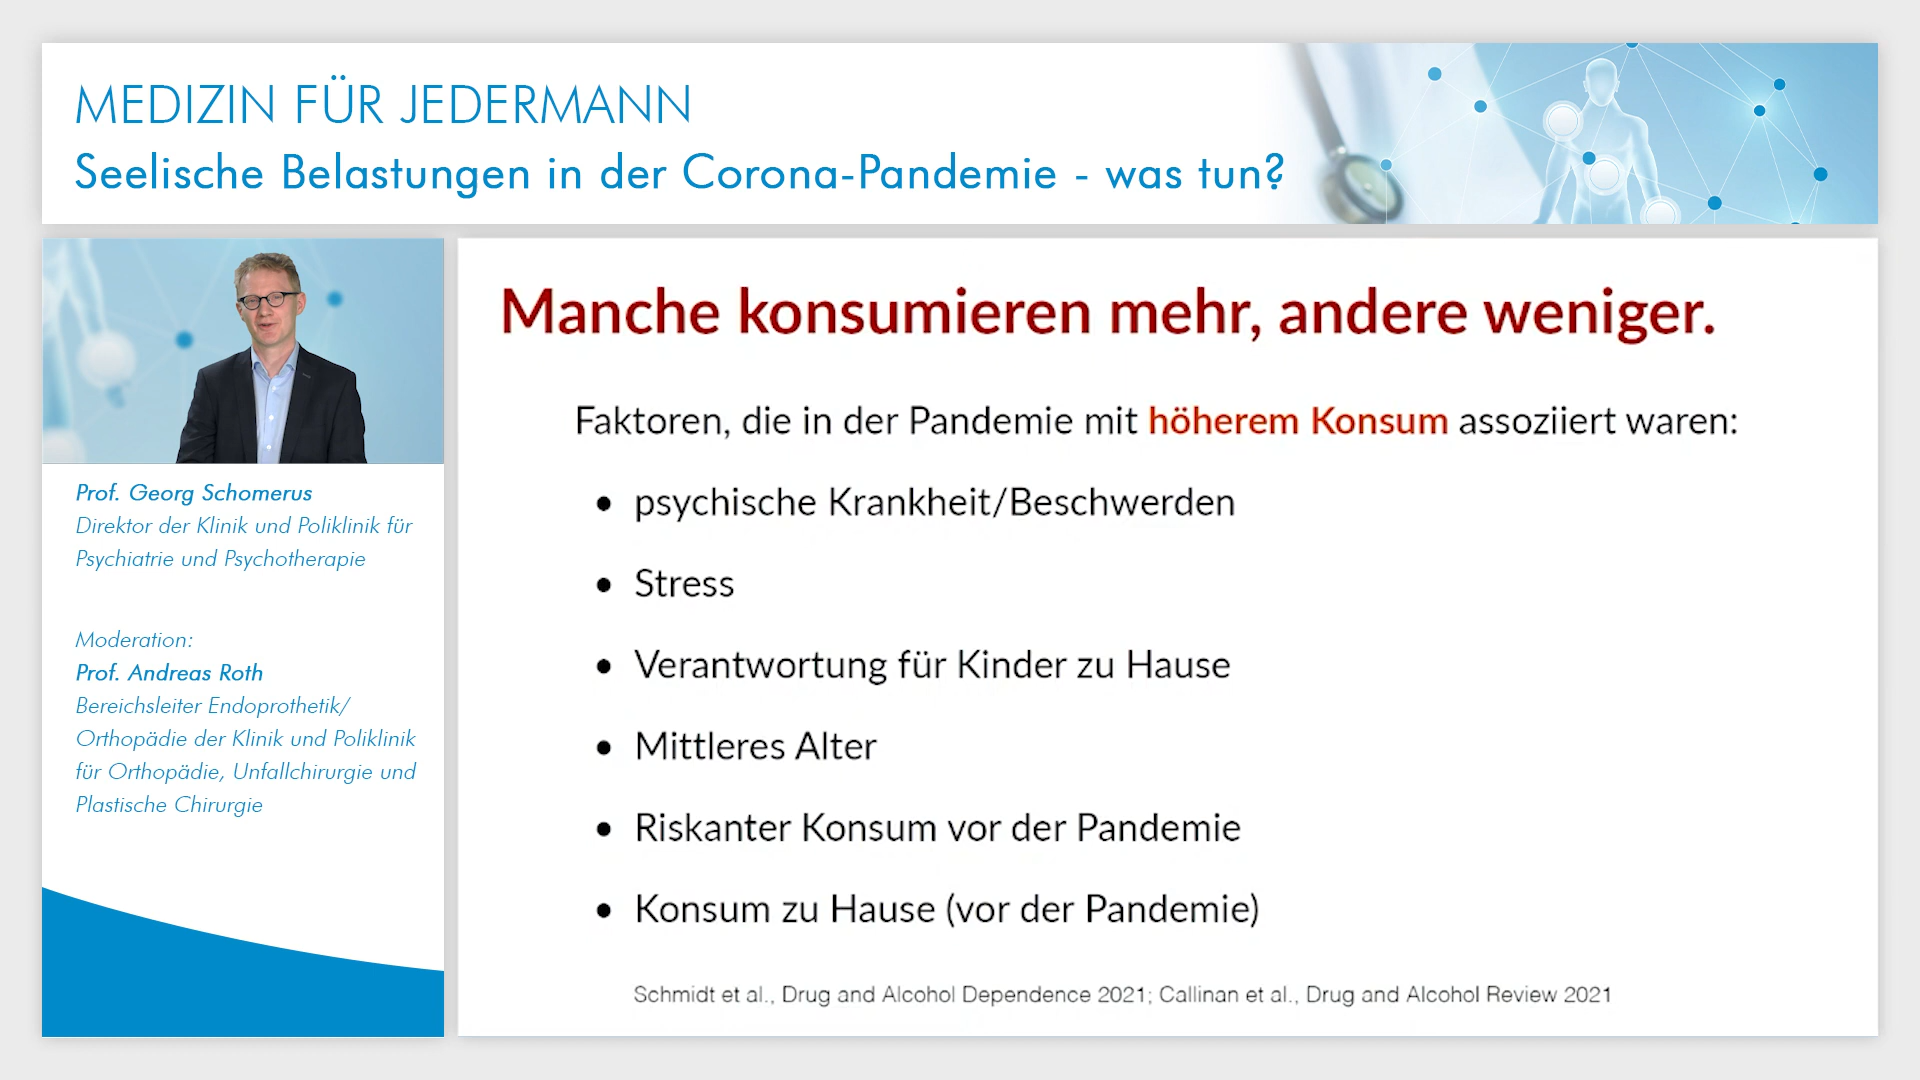 MEDIZIN FÜR JEDERMANN
Seelische Belastungen in der Corona-Pandemie - was tun?
Prof. Georg Schomerus
Direktor der Klinik und Poliklinik für
Psychiatrie und Psychotherapie
Moderation:
Prof. Andreas Roth
Bereichsleiter Endoprothetik/
Orthopädie der Klinik und Poliklinik
für Orthopädie, Unfallchirurgie und
Plastische Chirurgie
Manche konsumieren mehr, andere weniger.
Faktoren, die in der Pandemie mit höherem Konsum assoziiert waren:
• psychische Krankheit/Beschwerden
• Stress
• Verantwortung für Kinder zu Hause
• Mittleres Alter
• Riskanter Konsum vor der Pandemie
• Konsum zu Hause (vor der Pandemie)
Schmidt et al., Drug and Alcohol Dependence 2021; Callinan et al., Drug and Alcohol Review 2021